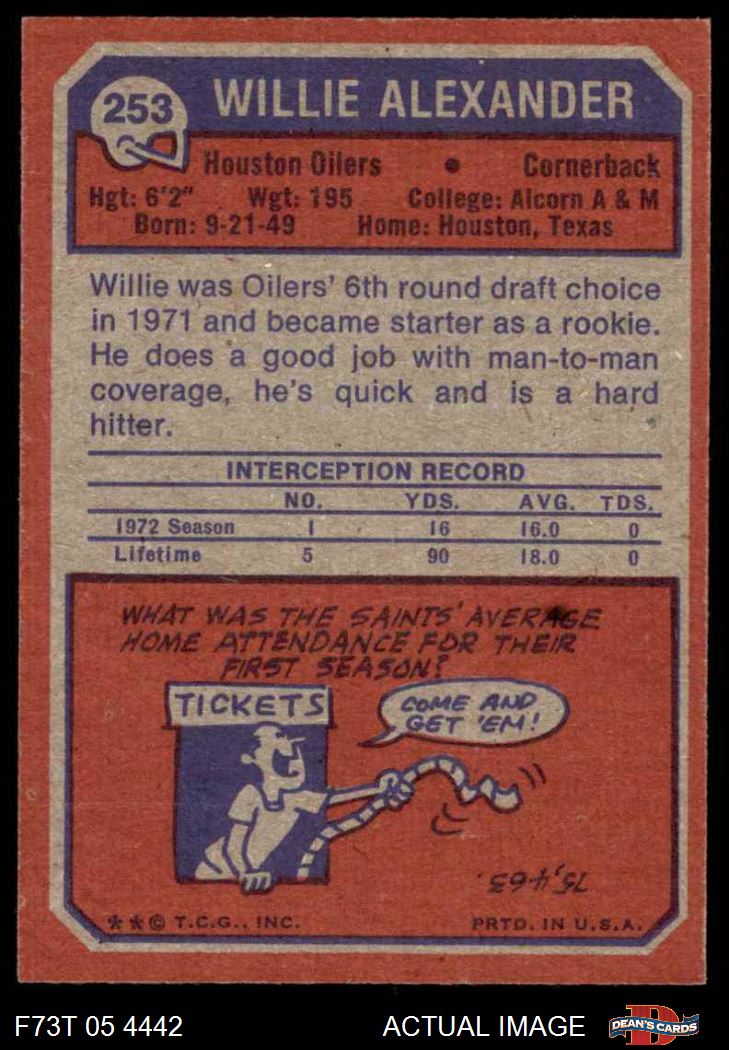 253 WILLIE ALEXANDER
Houston Oilers • Cornerback
Hgt: 6'2" Wgt: 195 College: Alcorn A & M
Born: 9-21-49 Home: Houston, Texas
Willie was Oilers' 6th round draft choice
in 1971 and became starter as a rookie.
He does a good job with man-to-man
coverage, he's quick and is a hard
hitter.
INTERCEPTION RECORD
NO. YDS. AVG. TDS.
1972 Season 1 16 16.0 0
Lifetime 5 90 18.0 0
WHAT WAS THE SAINTS' AVERAGE
HOME ATTENDANCE FOR THEIR
FIRST SEASON?
TICKETS
COME AND
GET 'EM!
75,463.
* * © T.C.G., INC. PRTD. IN U.S.A.
F73T 05 4442 ACTUAL IMAGE DEAN'S CARDS